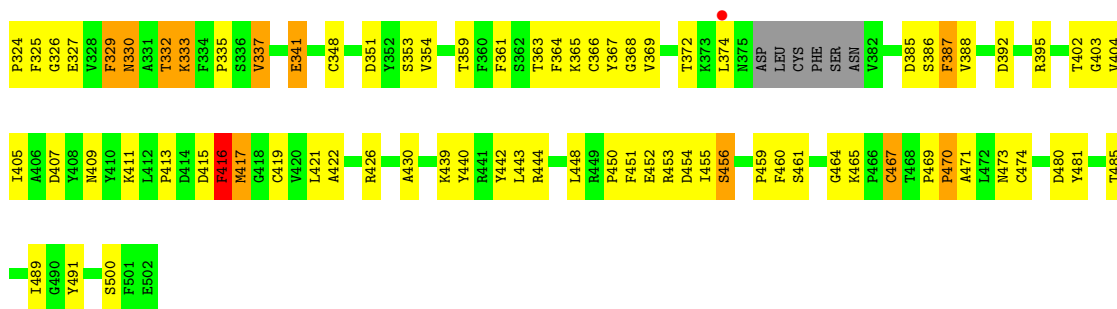 P324 F325 G326 E327 V328 F329 N330 A331 T332 K333 F334 P335 S336 V337 E341 C348 D351 Y352 S353 V354 T359 F360 F361 S362 T363 F364 K365 C366 Y367 G368 V369 T372 K373 L374 N375 ASP LEU CYS PHE SER ASN V382 D385 S386 F387 V388 D392 R395 T402 G403 V404
I405 A406 D407 Y408 N409 Y410 K411 L412 P413 D414 D415 F416 M417 G418 C419 V420 L421 A422 R426 A430 K439 Y440 R441 Y442 L443 R444 L448 R449 P450 F451 E452 R453 D454 I455 S456 P459 F460 S461 G464 K465 P466 C467 T468 P469 P470 A471 L472 N473 C474 D480 Y481 T485
I489 G490 Y491 S500 F501 E502